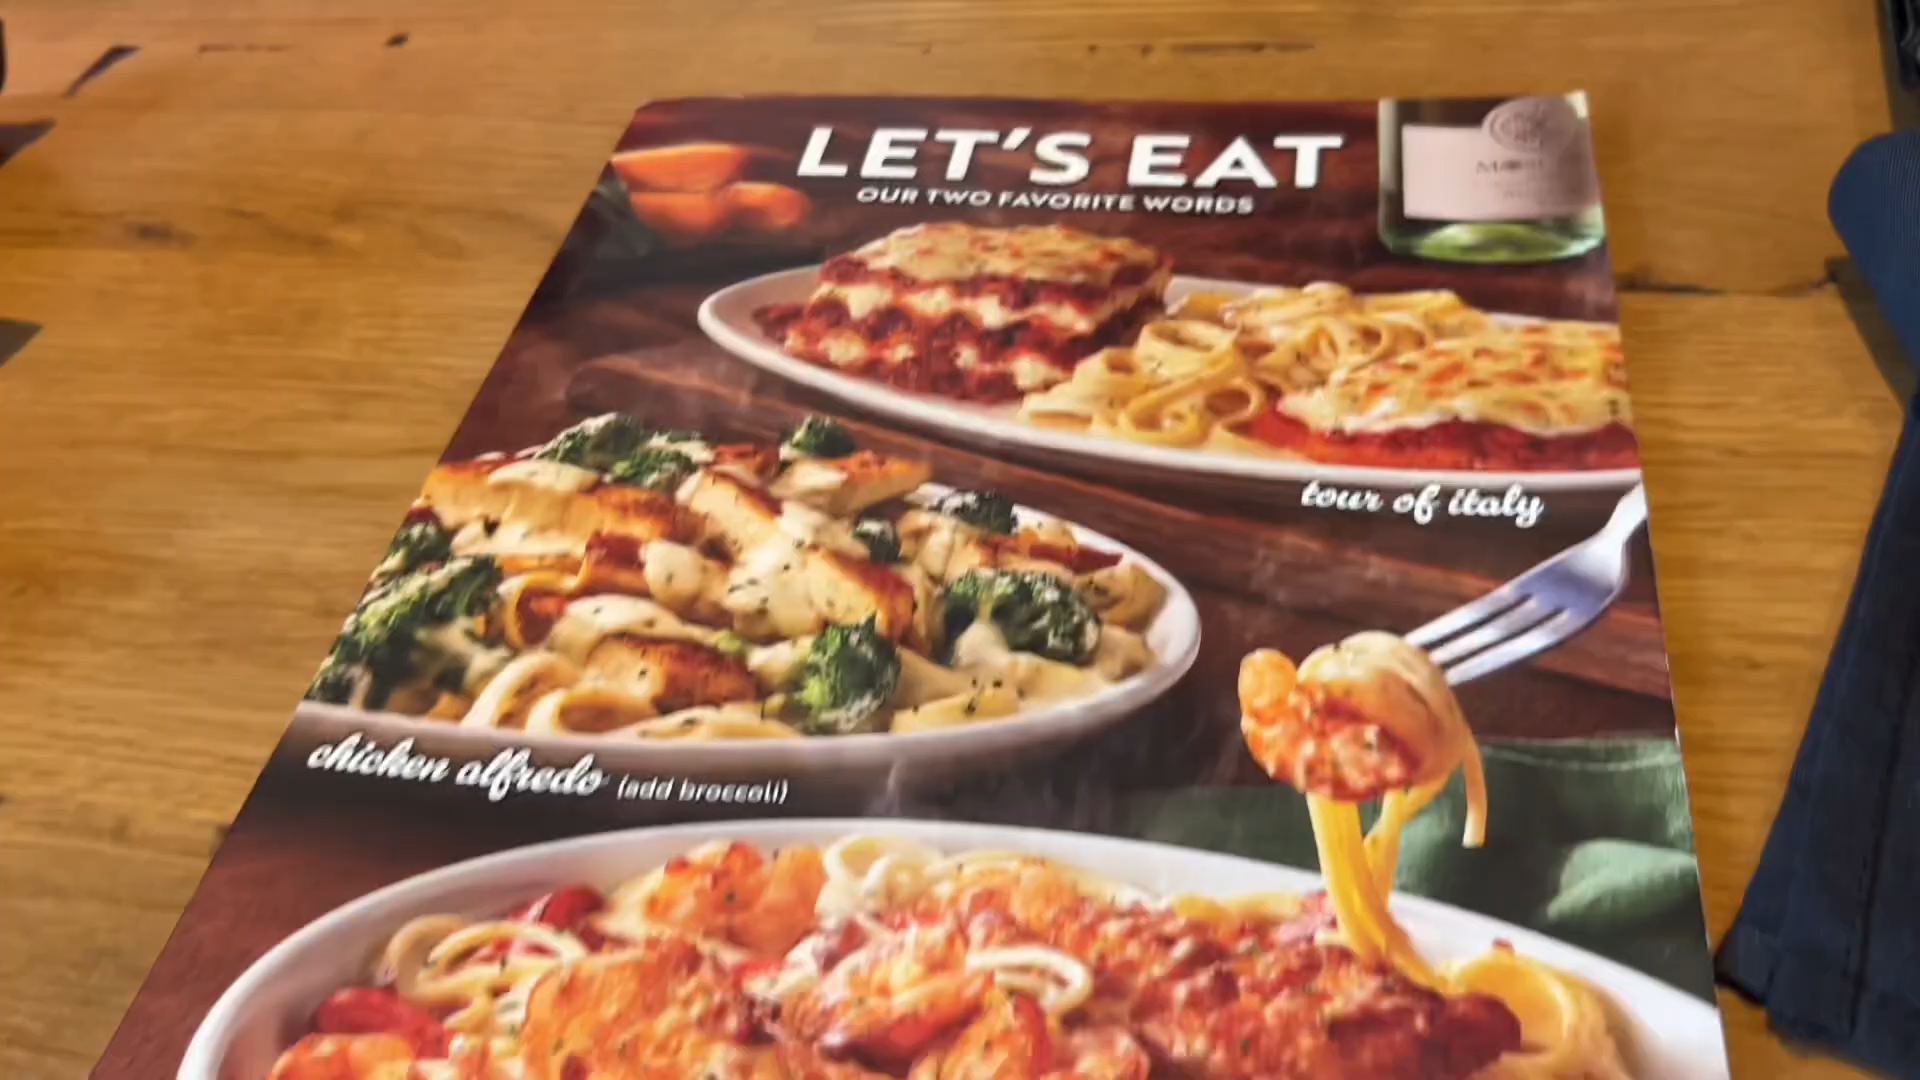 LET'S EAT
OUR TWO FAVORITE WORDS
tour of italy
chicken alfredo (add broccoli)